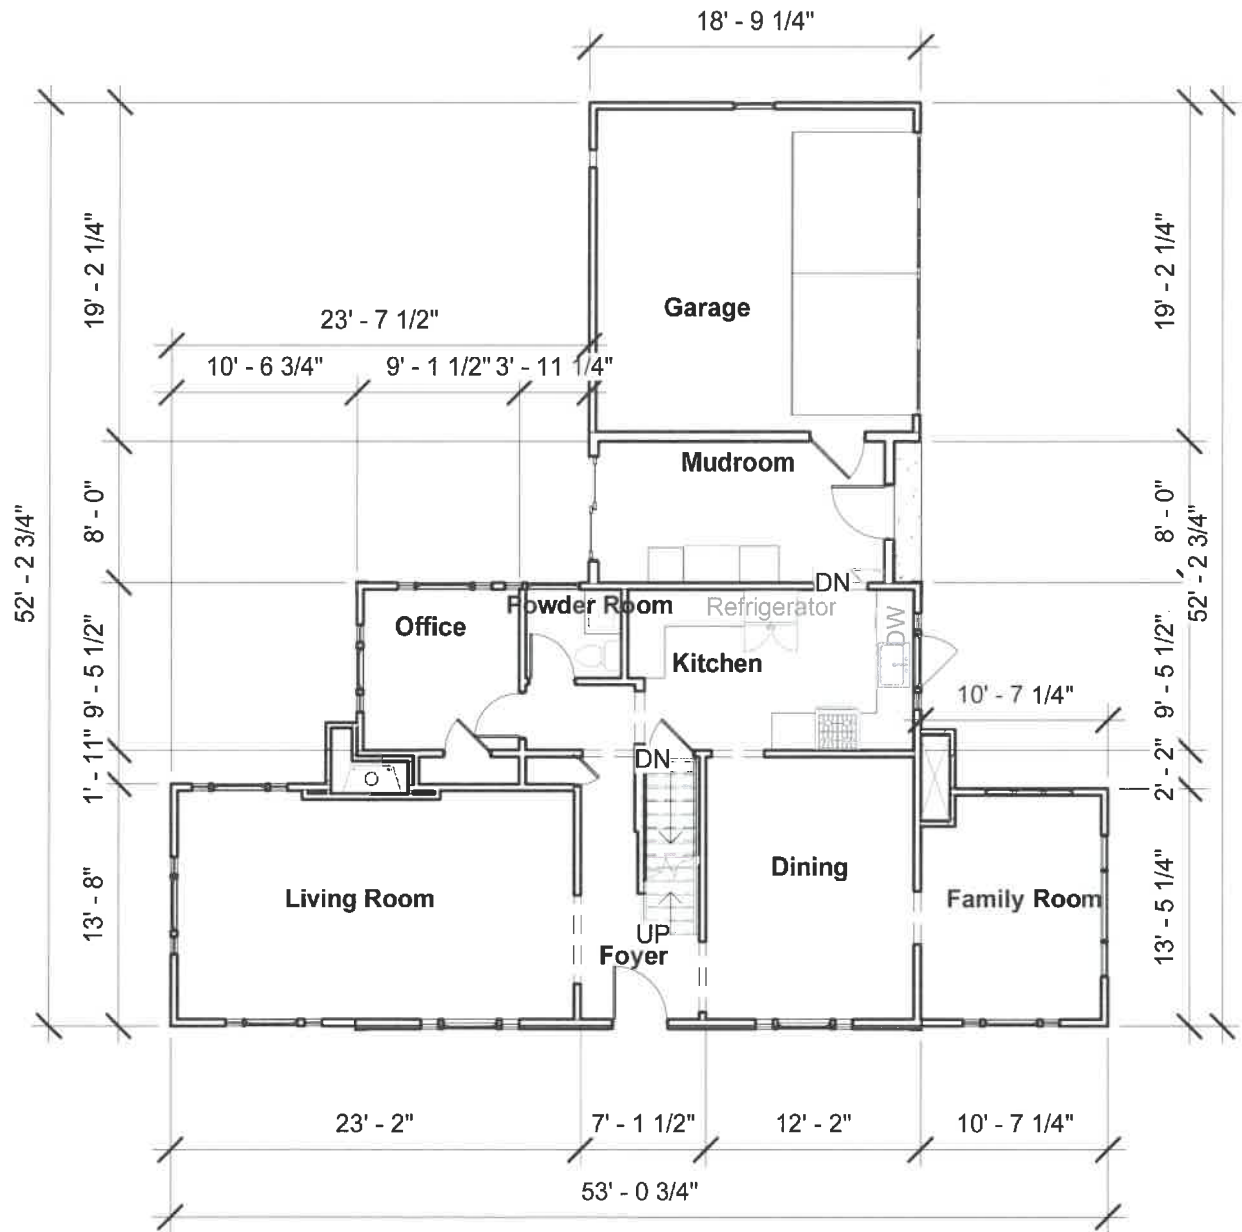 18' - 9 1/4"
19' - 2 1/4"
19' - 2 1/4"
Garage
23' - 7 1/2"
10' - 6 3/4"
9' - 1 1/2"
3' - 11 1/4"
Mudroom
8' - 0"
8' - 0"
52' - 2 3/4"
52' - 2 3/4"
DN
Powder Room
Refrigerator
Office
DW
Kitchen
9' - 5 1/2"
9' - 5 1/2"
10' - 7 1/4"
DN
1' - 11"
2' - 2"
Dining
Living Room
Family Room
13' - 8"
13' - 5 1/4"
UP
Foyer
23' - 2"
7' - 1 1/2"
12' - 2"
10' - 7 1/4"
53' - 0 3/4"